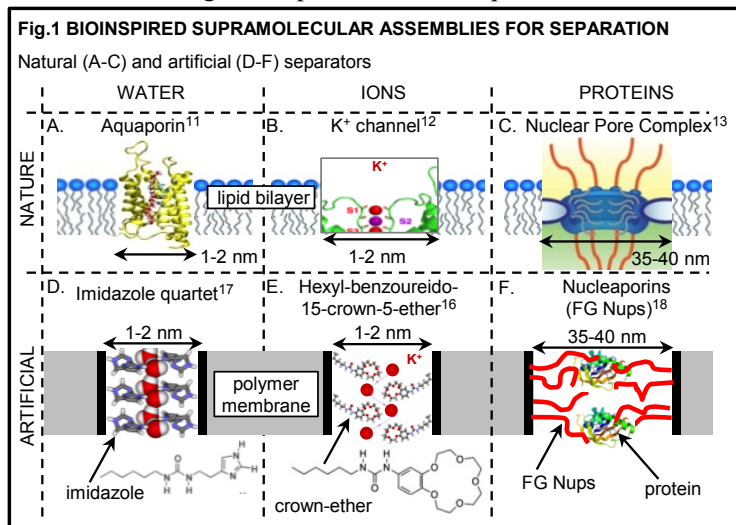 Fig.1 BIOINSPIRED SUPRAMOLECULAR ASSEMBLIES FOR SEPARATION
Natural (A-C) and artificial (D-F) separators
WATER
IONS
PROTEINS
NATURE
A. Aquaporin11
B. K+ channel12
C. Nuclear Pore Complex13
K+
S1
S2
lipid bilayer
1-2 nm
1-2 nm
35-40 nm
ARTIFICIAL
D. Imidazole quartet17
E. Hexyl-benzoureido-
15-crown-5-ether16
F. Nucleaporins
(FG Nups)18
1-2 nm
1-2 nm
35-40 nm
K+
polymer
membrane
imidazole
crown-ether
FG Nups
protein
H
N
N
H
N
H
N
H
O
H
N
H
N
O
O
O
O
O
O